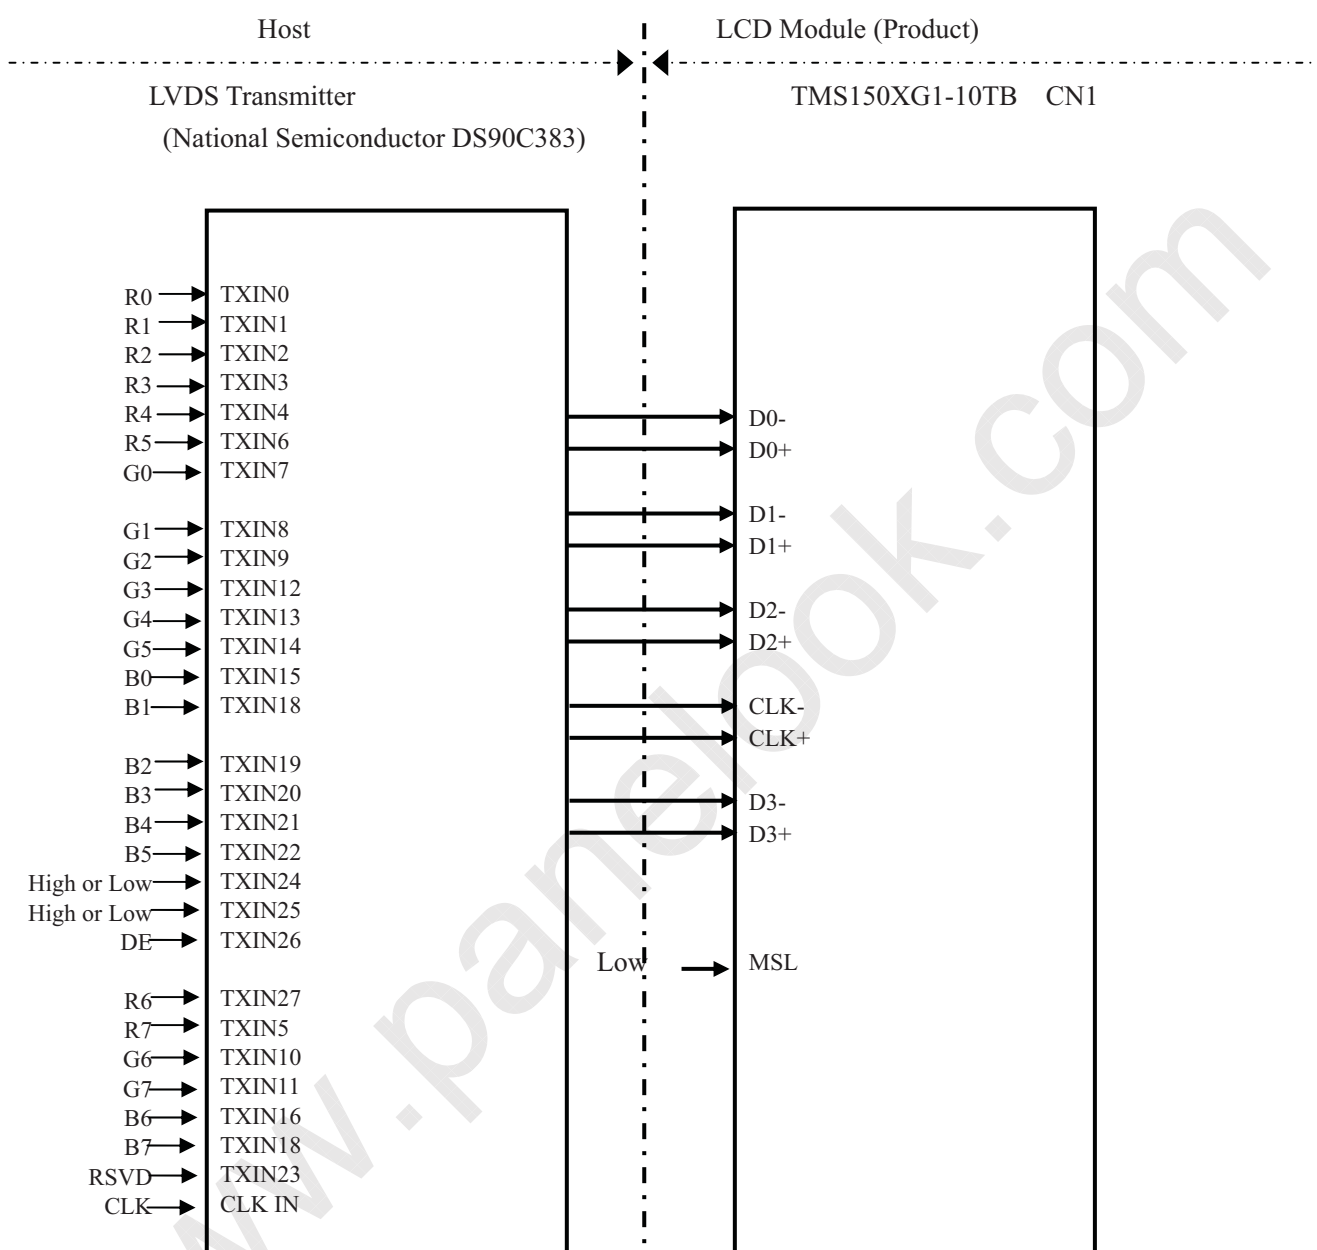 Host LCD Module (Product)
LVDS Transmitter TMS150XG1-10TB CN1
(National Semiconductor DS90C383)
R0 TXIN0
R1 TXIN1
R2 TXIN2
R3 TXIN3
R4 TXIN4 D0-
R5 TXIN6 D0+
G0 TXIN7
G1 TXIN8 D1-
G2 TXIN9 D1+
G3 TXIN12
G4 TXIN13 D2-
G5 TXIN14 D2+
B0 TXIN15
B1 TXIN18 CLK-
CLK+
B2 TXIN19
B3 TXIN20 D3-
B4 TXIN21 D3+
B5 TXIN22
High or Low TXIN24
High or Low TXIN25
DE TXIN26
Low MSL
R6 TXIN27
R7 TXIN5
G6 TXIN10
G7 TXIN11
B6 TXIN16
B7 TXIN18
RSVD TXIN23
CLK CLK IN
w.panelook.com